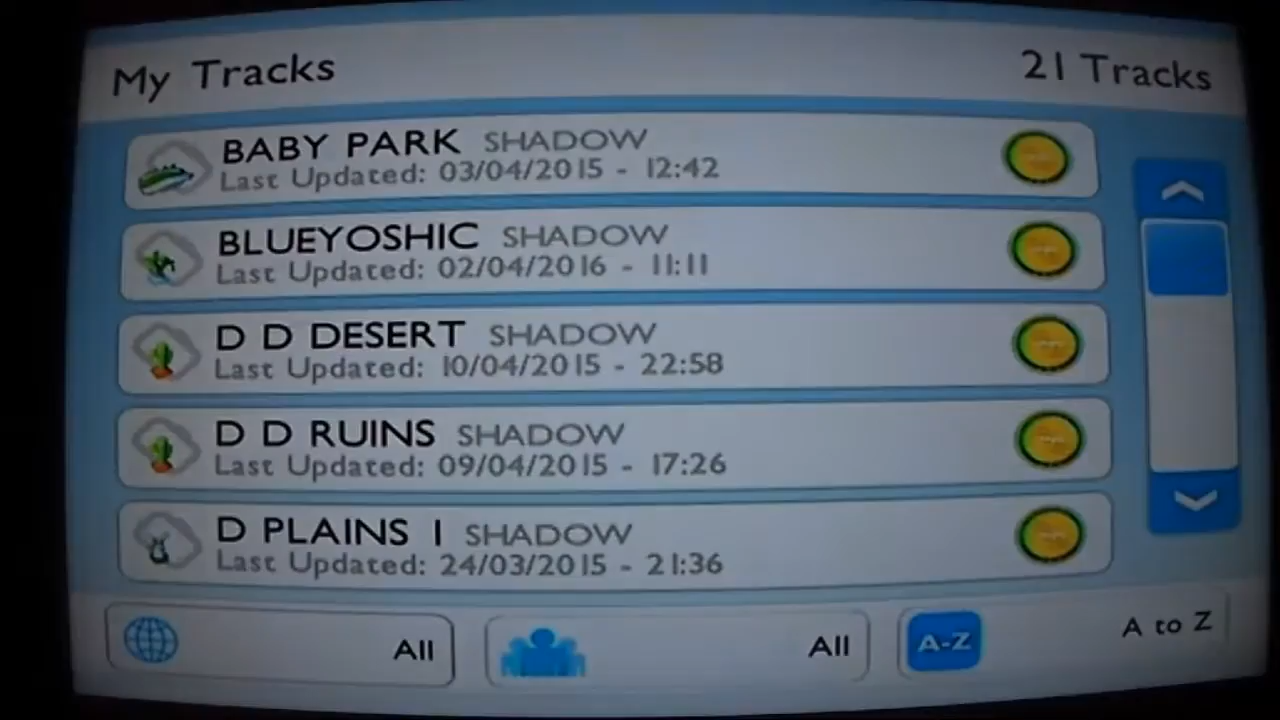 My Tracks
21 Tracks
BABY PARK SHADOW
Last Updated: 03/04/2015 - 12:42
BLUEYOSHIC SHADOW
Last Updated: 02/04/2016 - 11:11
D D DESERT SHADOW
Last Updated: 10/04/2015 - 22:58
D D RUINS SHADOW
Last Updated: 09/04/2015 - 17:26
D PLAINS 1 SHADOW
Last Updated: 24/03/2015 - 21:36
All
All
A-Z
A to Z